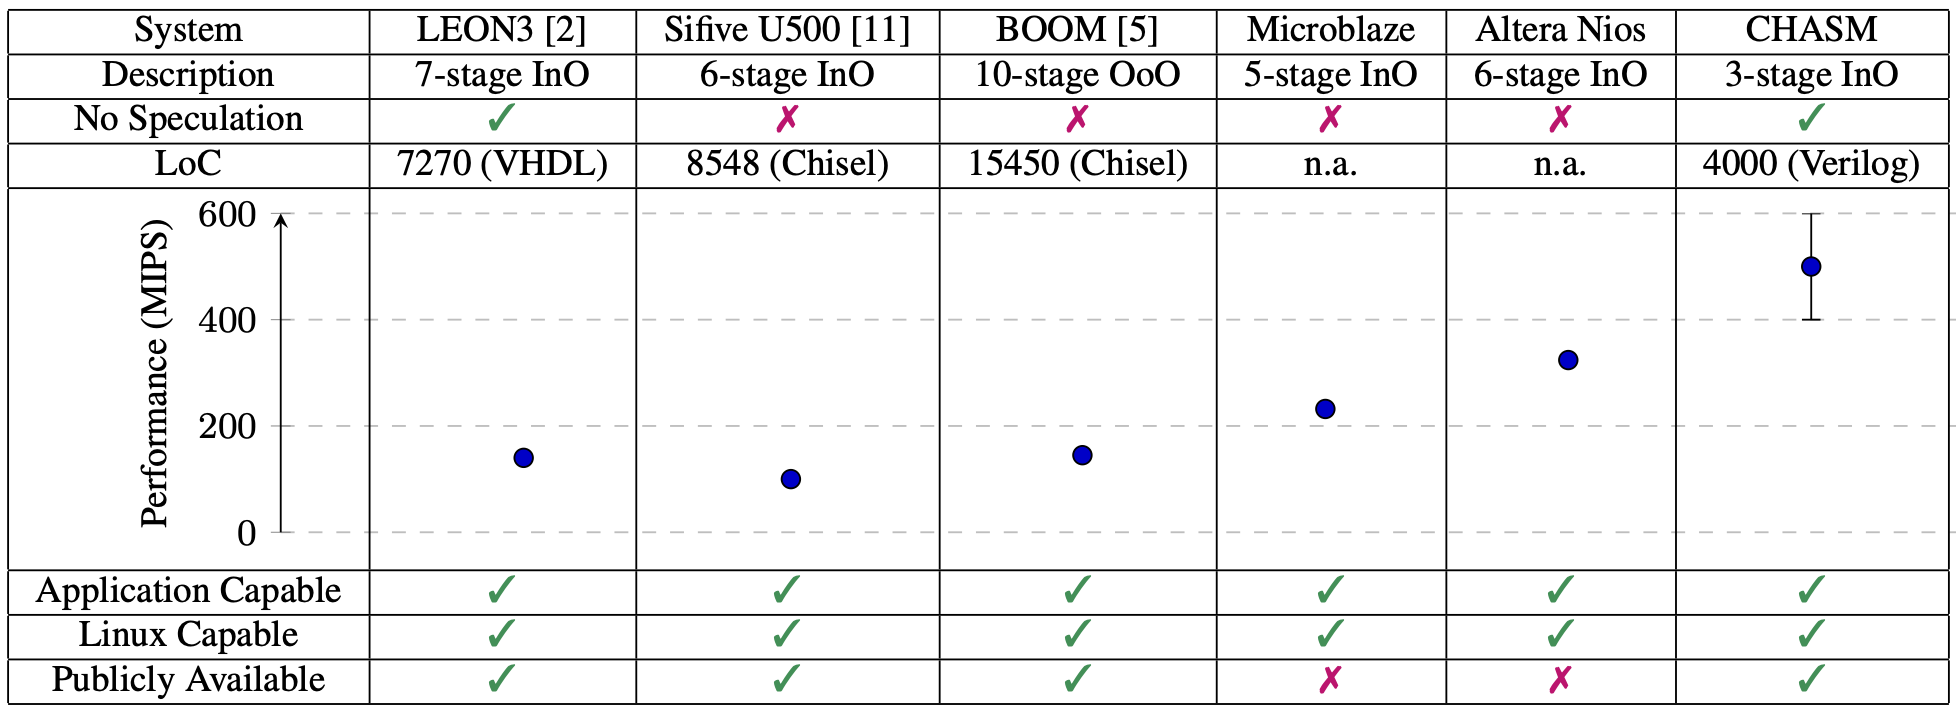 System LEON3 [2] Sifive U500 [11] BOOM [5] Microblaze Altera Nios CHASM
Description 7-stage InO 6-stage InO 10-stage OoO 5-stage InO 6-stage InO 3-stage InO
No Speculation ✓ ✗ ✗ ✗ ✗ ✓
LoC 7270 (VHDL) 8548 (Chisel) 15450 (Chisel) n.a. n.a. 4000 (Verilog)
Performance (MIPS)
600
400
200
0
Application Capable ✓ ✓ ✓ ✓ ✓ ✓
Linux Capable ✓ ✓ ✓ ✓ ✓ ✓
Publicly Available ✓ ✓ ✓ ✗ ✗ ✓